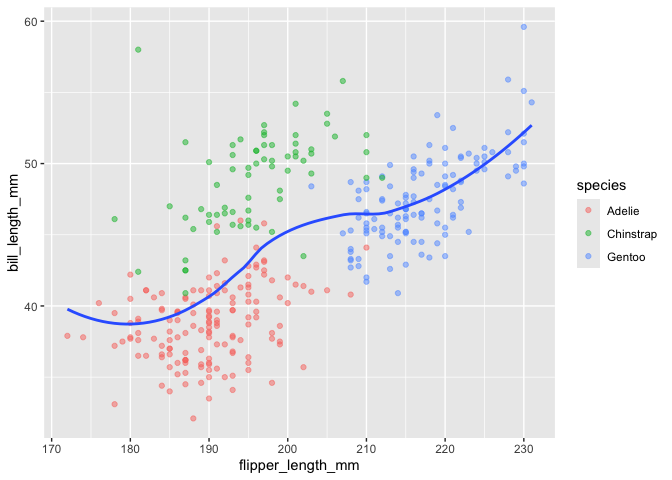 60
50
40
bill_length_mm
170
180
190
200
210
220
230
flipper_length_mm
species
Adelie
Chinstrap
Gentoo